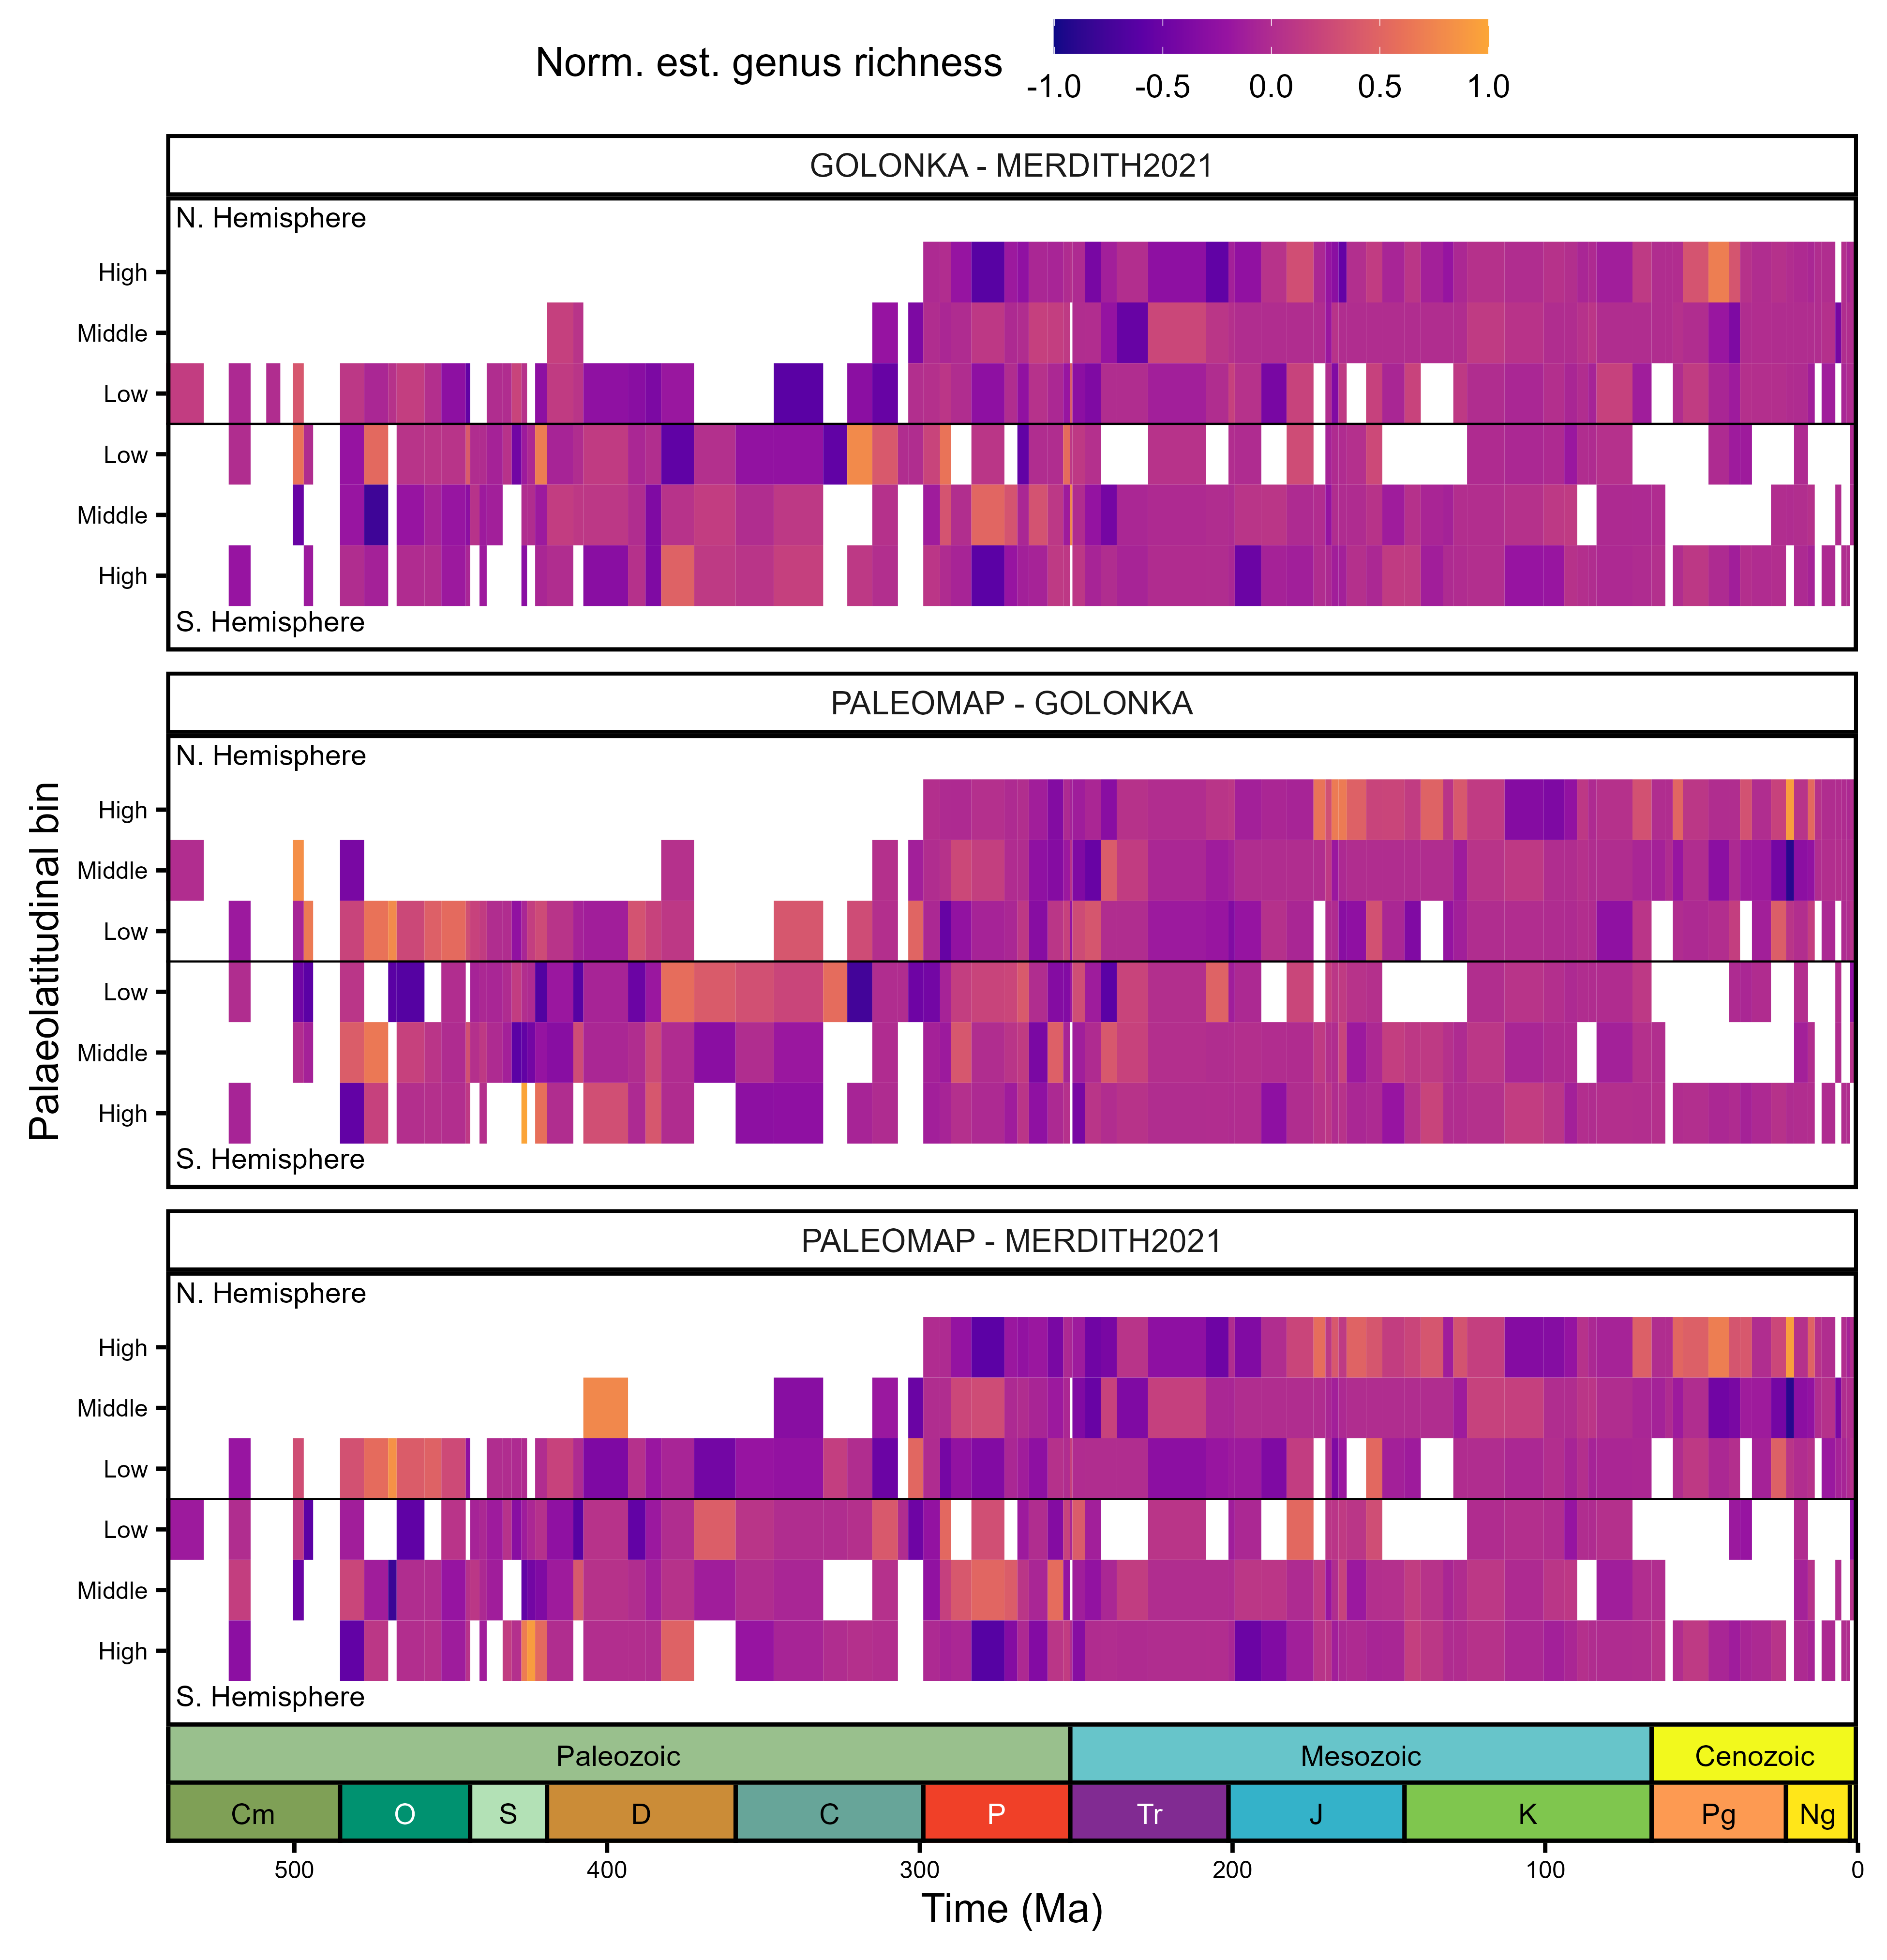 Norm. est. genus richness
-1.0 -0.5 0.0 0.5 1.0
GOLONKA - MERDITH2021
N. Hemisphere
High
Middle
Low
Low
Middle
High
S. Hemisphere
PALEOMAP - GOLONKA
N. Hemisphere
High
Middle
Low
Low
Middle
High
S. Hemisphere
Palaeolatitudinal bin
PALEOMAP - MERDITH2021
N. Hemisphere
High
Middle
Low
Low
Middle
High
S. Hemisphere
Paleozoic Mesozoic Cenozoic
Cm O S D C P Tr J K Pg Ng
500 400 300 200 100 0
Time (Ma)